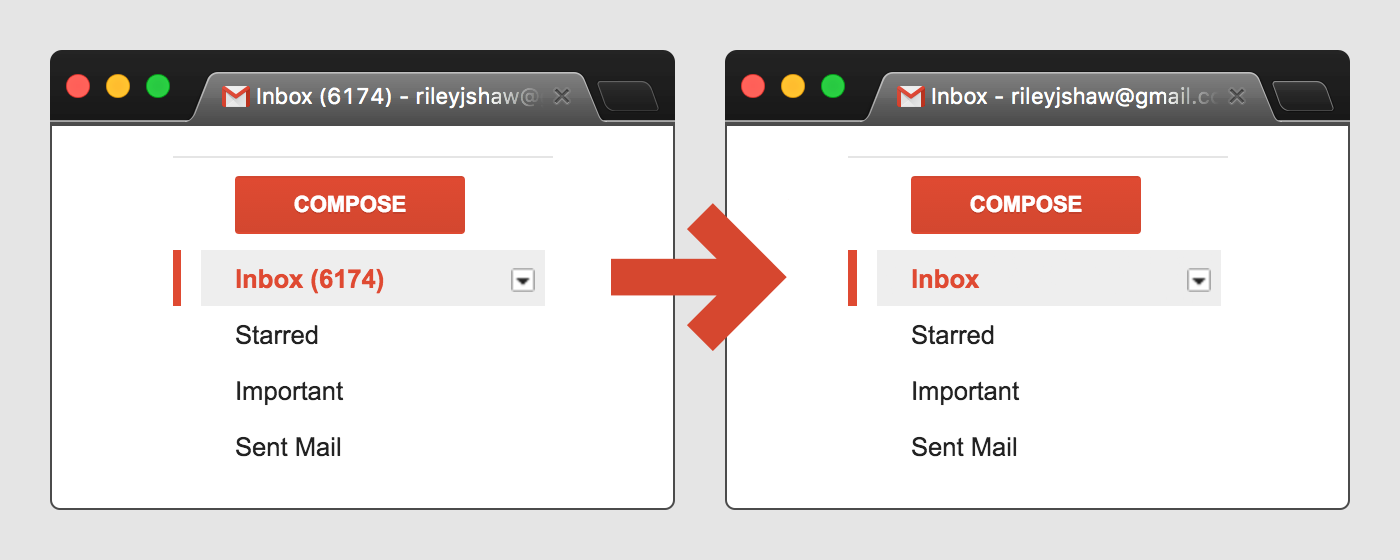 Inbox (6174) - rileyjshaw@
COMPOSE
Inbox (6174)
Starred
Important
Sent Mail
Inbox - rileyjshaw@gmail.co
COMPOSE
Inbox
Starred
Important
Sent Mail